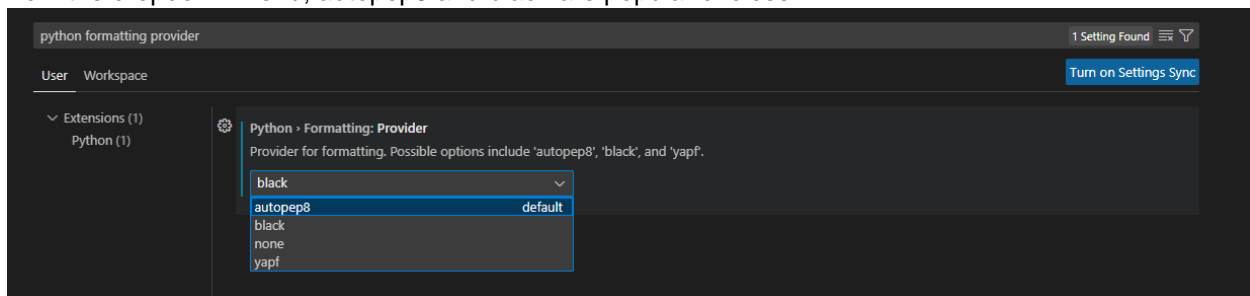 python formatting provider
1 Setting Found
User Workspace
Turn on Settings Sync
Extensions (1)
Python (1)
Python › Formatting: Provider
Provider for formatting. Possible options include 'autopep8', 'black', and 'yapf'.
black
autopep8 default
black
none
yapf